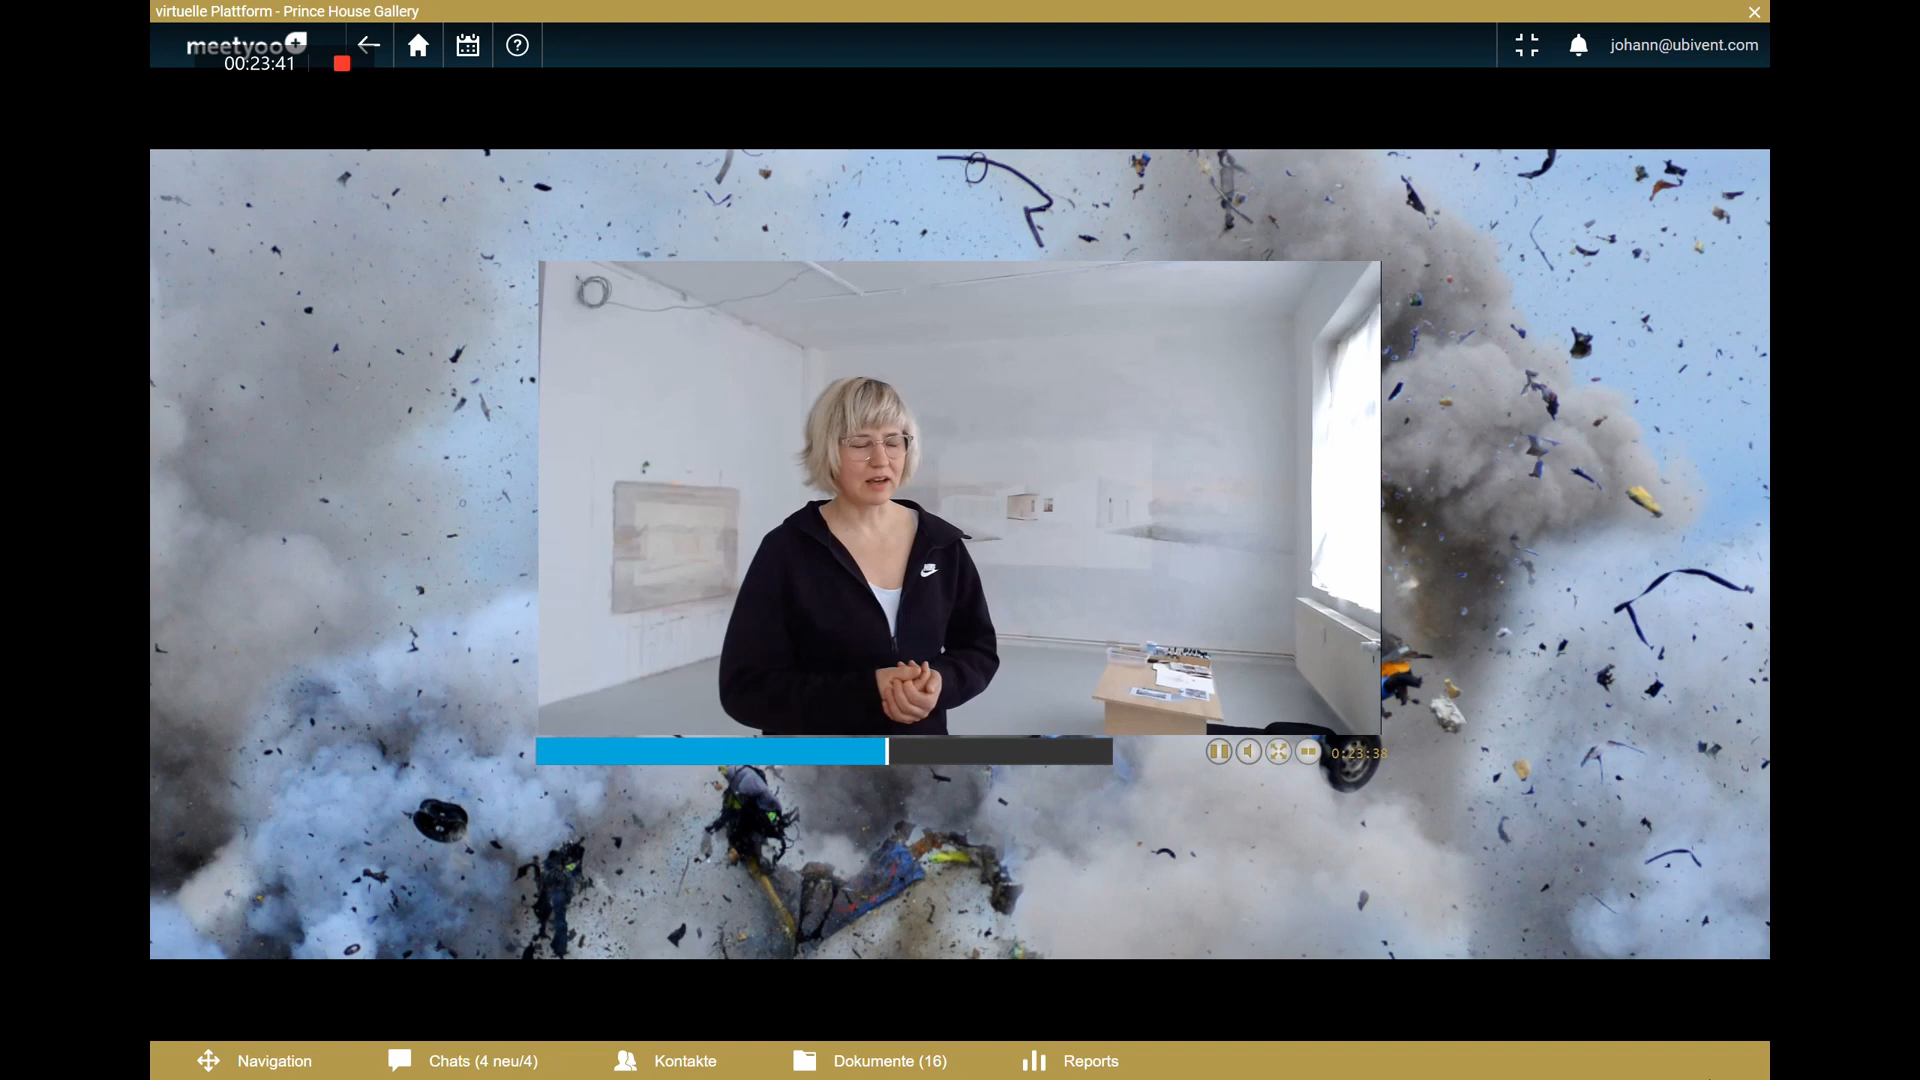 virtuelle Plattform - Prince House Gallery
meetyoo
johann@ubivent.com
00:23:41
NIKE
0:23:38
Navigation
Chats (4 neu/4)
Kontakte
Dokumente (16)
Reports